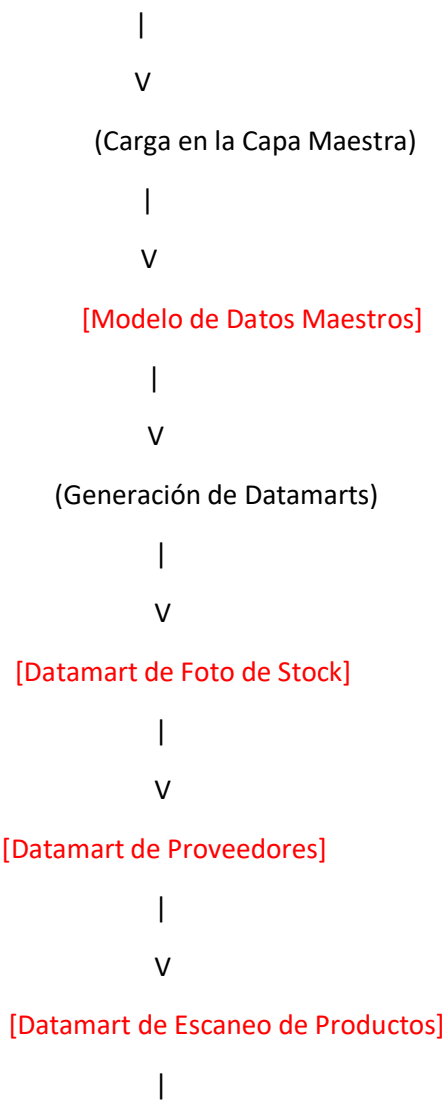 |
V
(Carga en la Capa Maestra)
|
V
[Modelo de Datos Maestros]
|
V
(Generación de Datamarts)
|
V
[Datamart de Foto de Stock]
|
V
[Datamart de Proveedores]
|
V
[Datamart de Escaneo de Productos]
|